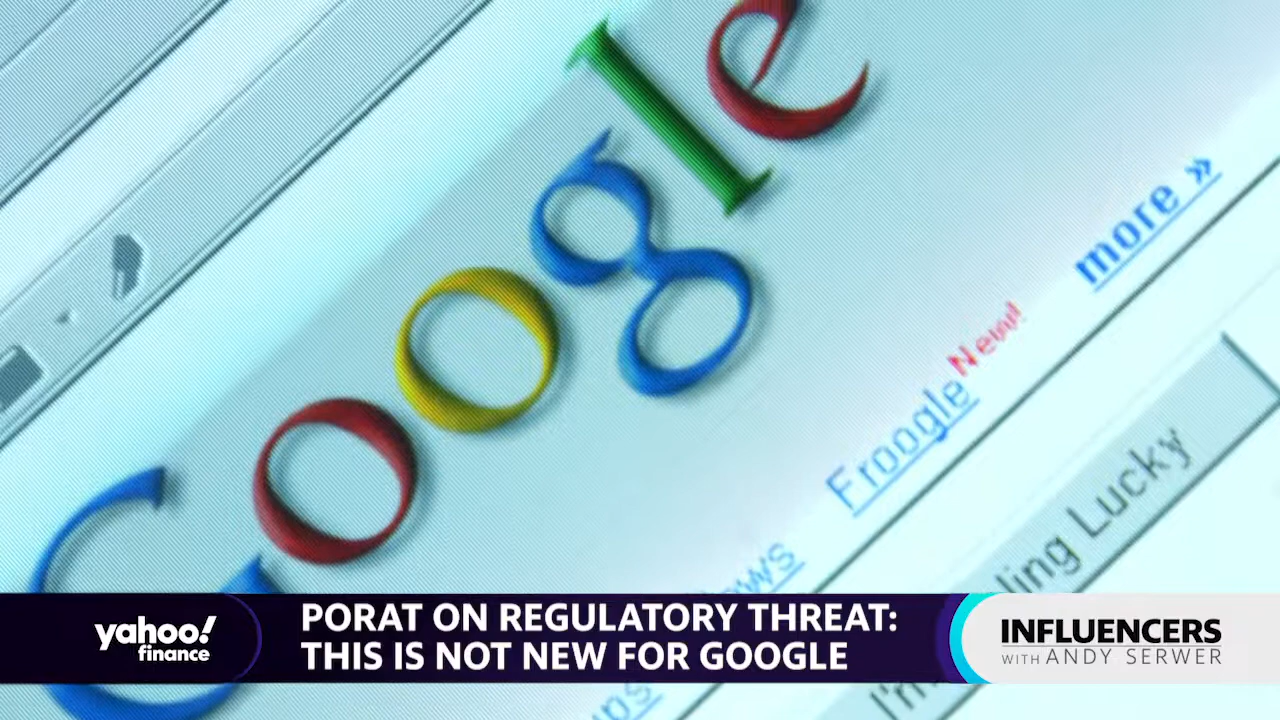 Google
more »
New!
Froogle
yahoo!
finance
PORAT ON REGULATORY THREAT:
THIS IS NOT NEW FOR GOOGLE
INFLUENCERS
WITH ANDY SERWER
Lucky